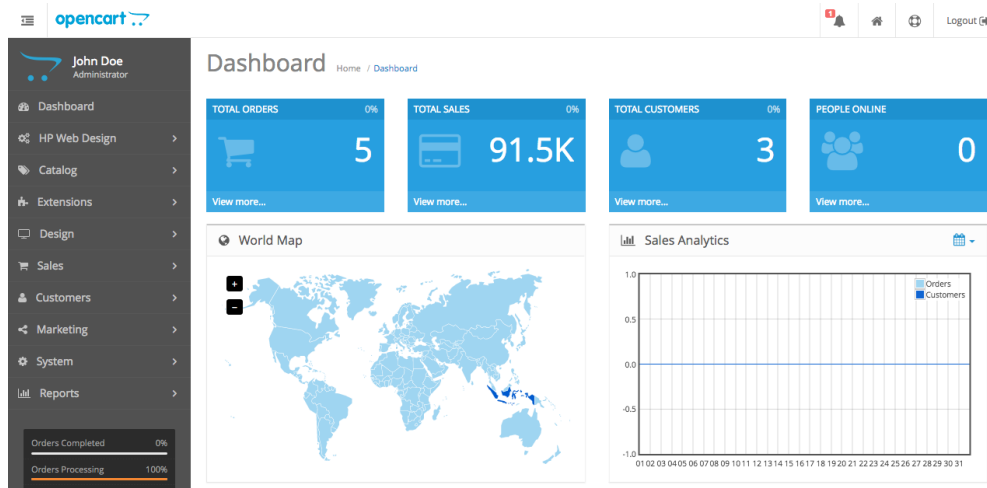 opencart
1
Logout
John Doe
Administrator
Dashboard
HP Web Design
Catalog
Extensions
Design
Sales
Customers
Marketing
System
Reports
Orders Completed 0%
Orders Processing 100%
Dashboard Home / Dashboard
TOTAL ORDERS 0%
5
View more...
TOTAL SALES 0%
91.5K
View more...
TOTAL CUSTOMERS 0%
3
View more...
PEOPLE ONLINE
0
View more...
World Map
+
−
Sales Analytics
Orders
Customers
1.0
0.5
0.0
-0.5
-1.0
01 02 03 04 05 06 07 08 09 10 11 12 13 14 15 16 17 18 19 20 21 22 23 24 25 26 27 28 29 30 31